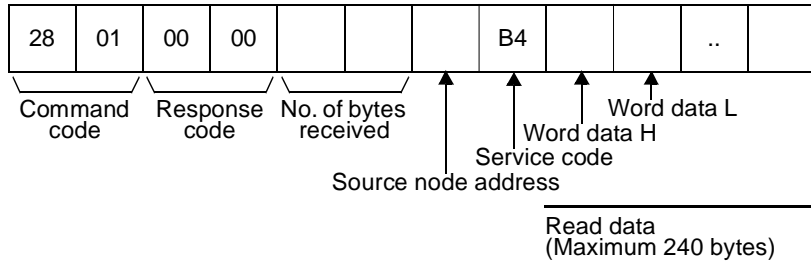 28 01 00 00 B4 ..
Command code
Response code
No. of bytes received
Word data L
Word data H
Service code
Source node address
Read data
(Maximum 240 bytes)